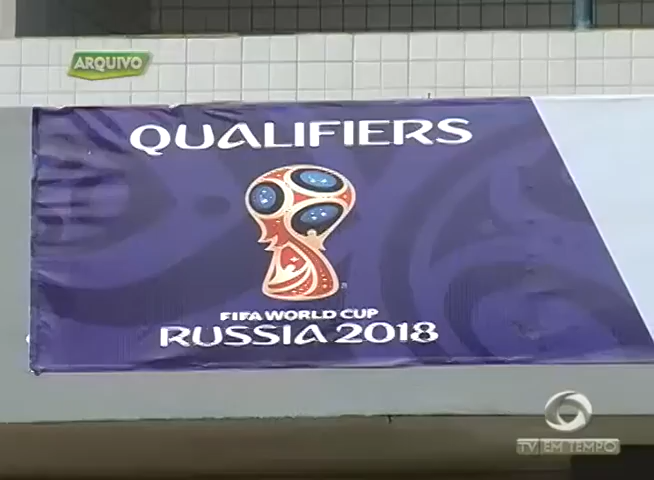 ARQUIVO
QUALIFIERS
FIFA WORLD CUP
RUSSIA 2018
TV EM TEMPO